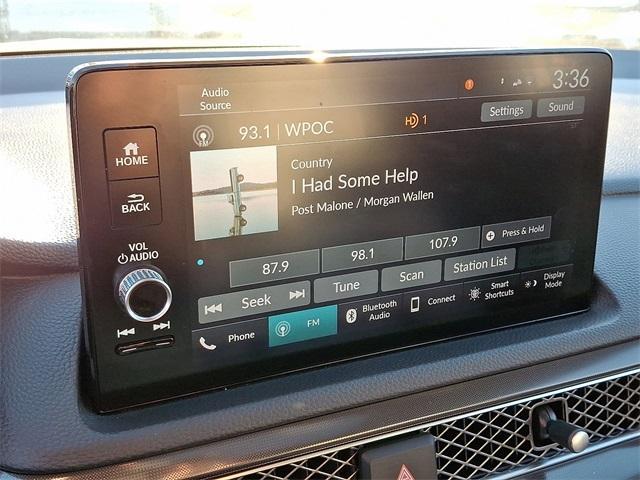 Audio
Source
3:36
FM
93.1 | WPOC
HD 1
Settings
Sound
HOME
BACK
VOL
AUDIO
Country
I Had Some Help
Post Malone / Morgan Wallen
87.9
98.1
107.9
Press & Hold
Seek
Tune
Scan
Station List
Phone
FM
Bluetooth
Audio
Connect
Smart
Shortcuts
Display
Mode